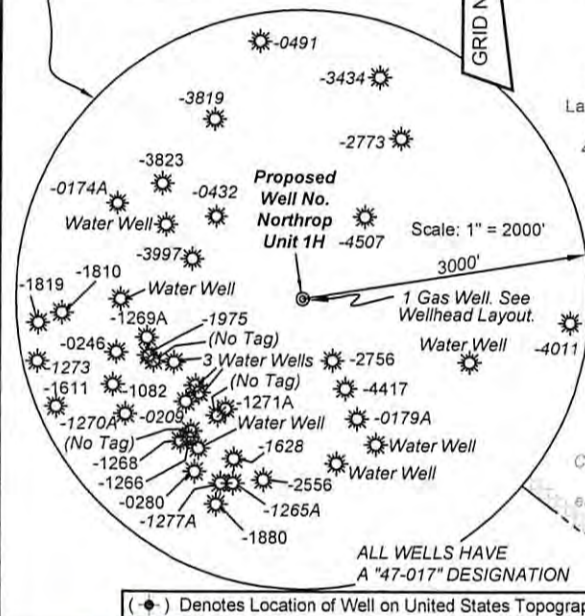 GRID N
-0491
-3434
-3819
-2773
La
-3823
-0174A
-0432
Water Well
Proposed
Well No.
Northrop
Unit 1H
-4507
Scale: 1" = 2000'
-3997
3000'
-1819
-1810
Water Well
1 Gas Well. See
Wellhead Layout.
-1269A
-1975
(No Tag)
-4011
-0246
3 Water Wells
-2756
Water Well
-1273
(No Tag)
-1611
-1082
-4417
-1271A
-1270A
-0209
Water Well
-0179A
(No Tag)
-1268
-1628
Water Well
-1266
Water Well
-0280
-2556
-1277A
-1265A
-1880
ALL WELLS HAVE
A "47-017" DESIGNATION
( ) Denotes Location of Well on United States Topogra